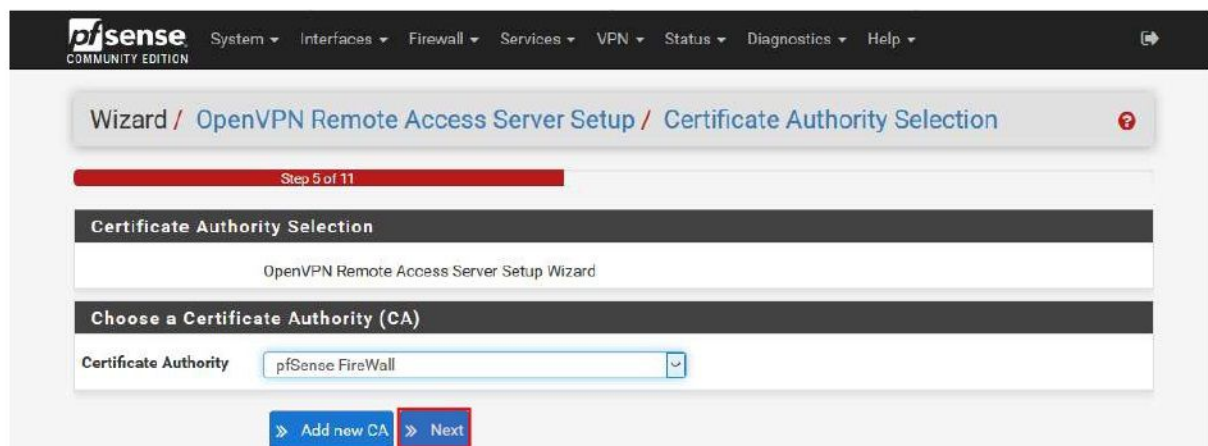 pfsense System Interfaces Firewall Services VPN Status Diagnostics Help
COMMUNITY EDITION
Wizard / OpenVPN Remote Access Server Setup / Certificate Authority Selection
Step 5 of 11
Certificate Authority Selection
OpenVPN Remote Access Server Setup Wizard
Choose a Certificate Authority (CA)
Certificate Authority pfSense FireWall
» Add new CA » Next